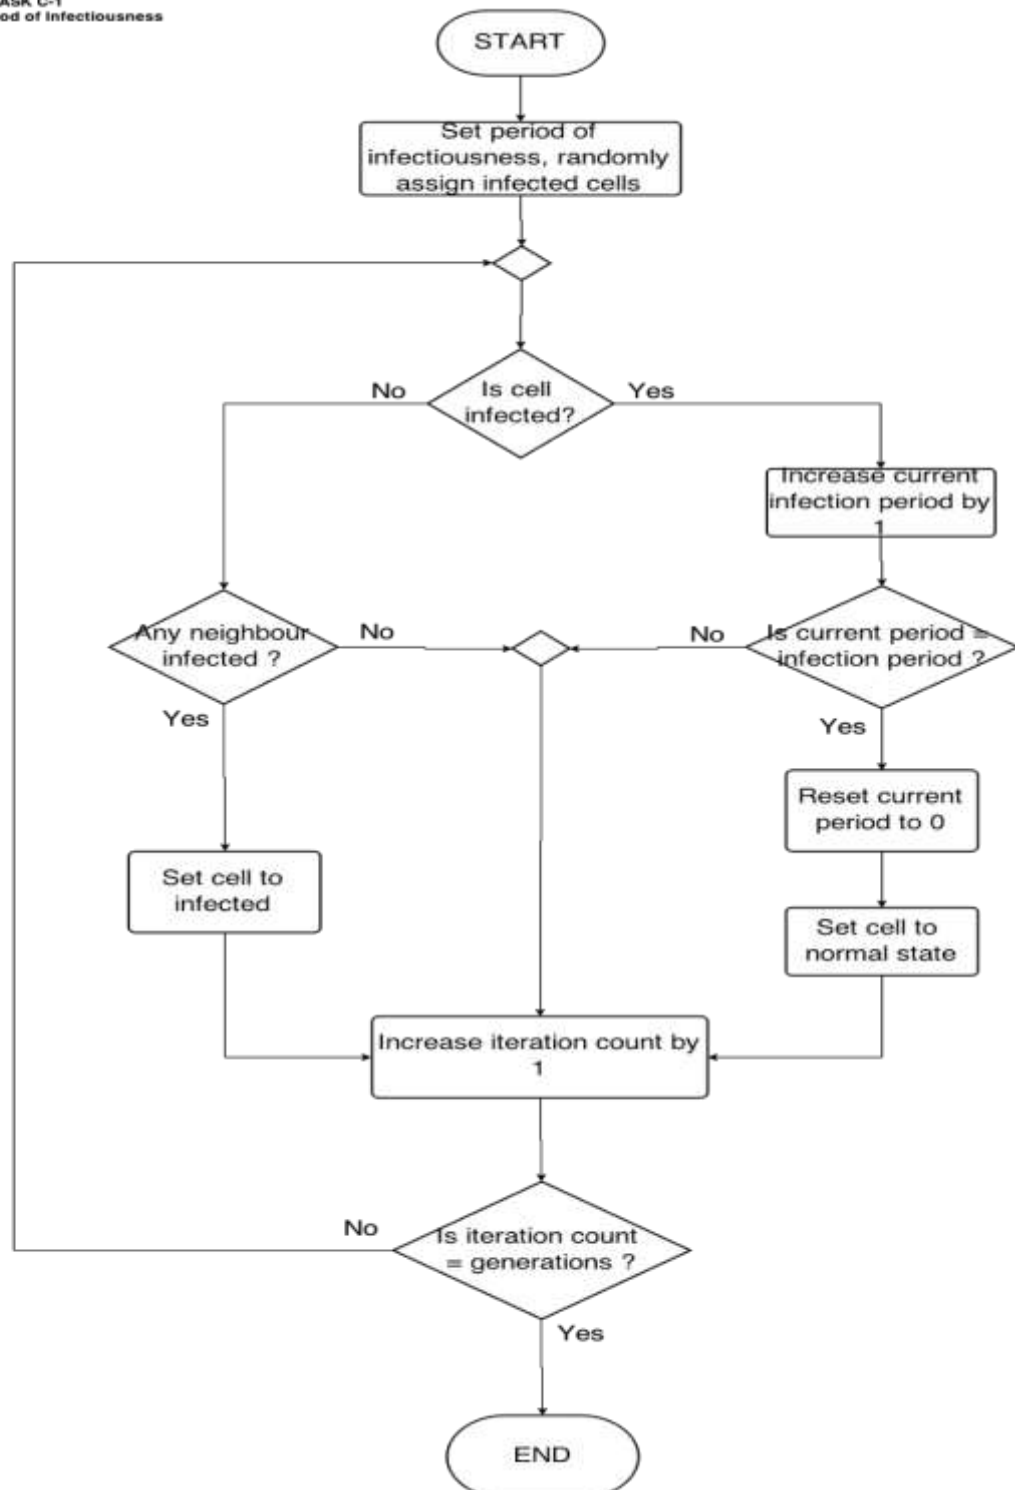 ASK C-1
od of Infectiousness
START
Set period of
infectiousness, randomly
assign infected cells
No
Is cell
infected?
Yes
Increase current
infection period by
1
Any neighbour
infected ?
No
No
Is current period =
infection period ?
Yes
Yes
Reset current
period to 0
Set cell to
infected
Set cell to
normal state
Increase iteration count by
1
No
Is iteration count
= generations ?
Yes
END